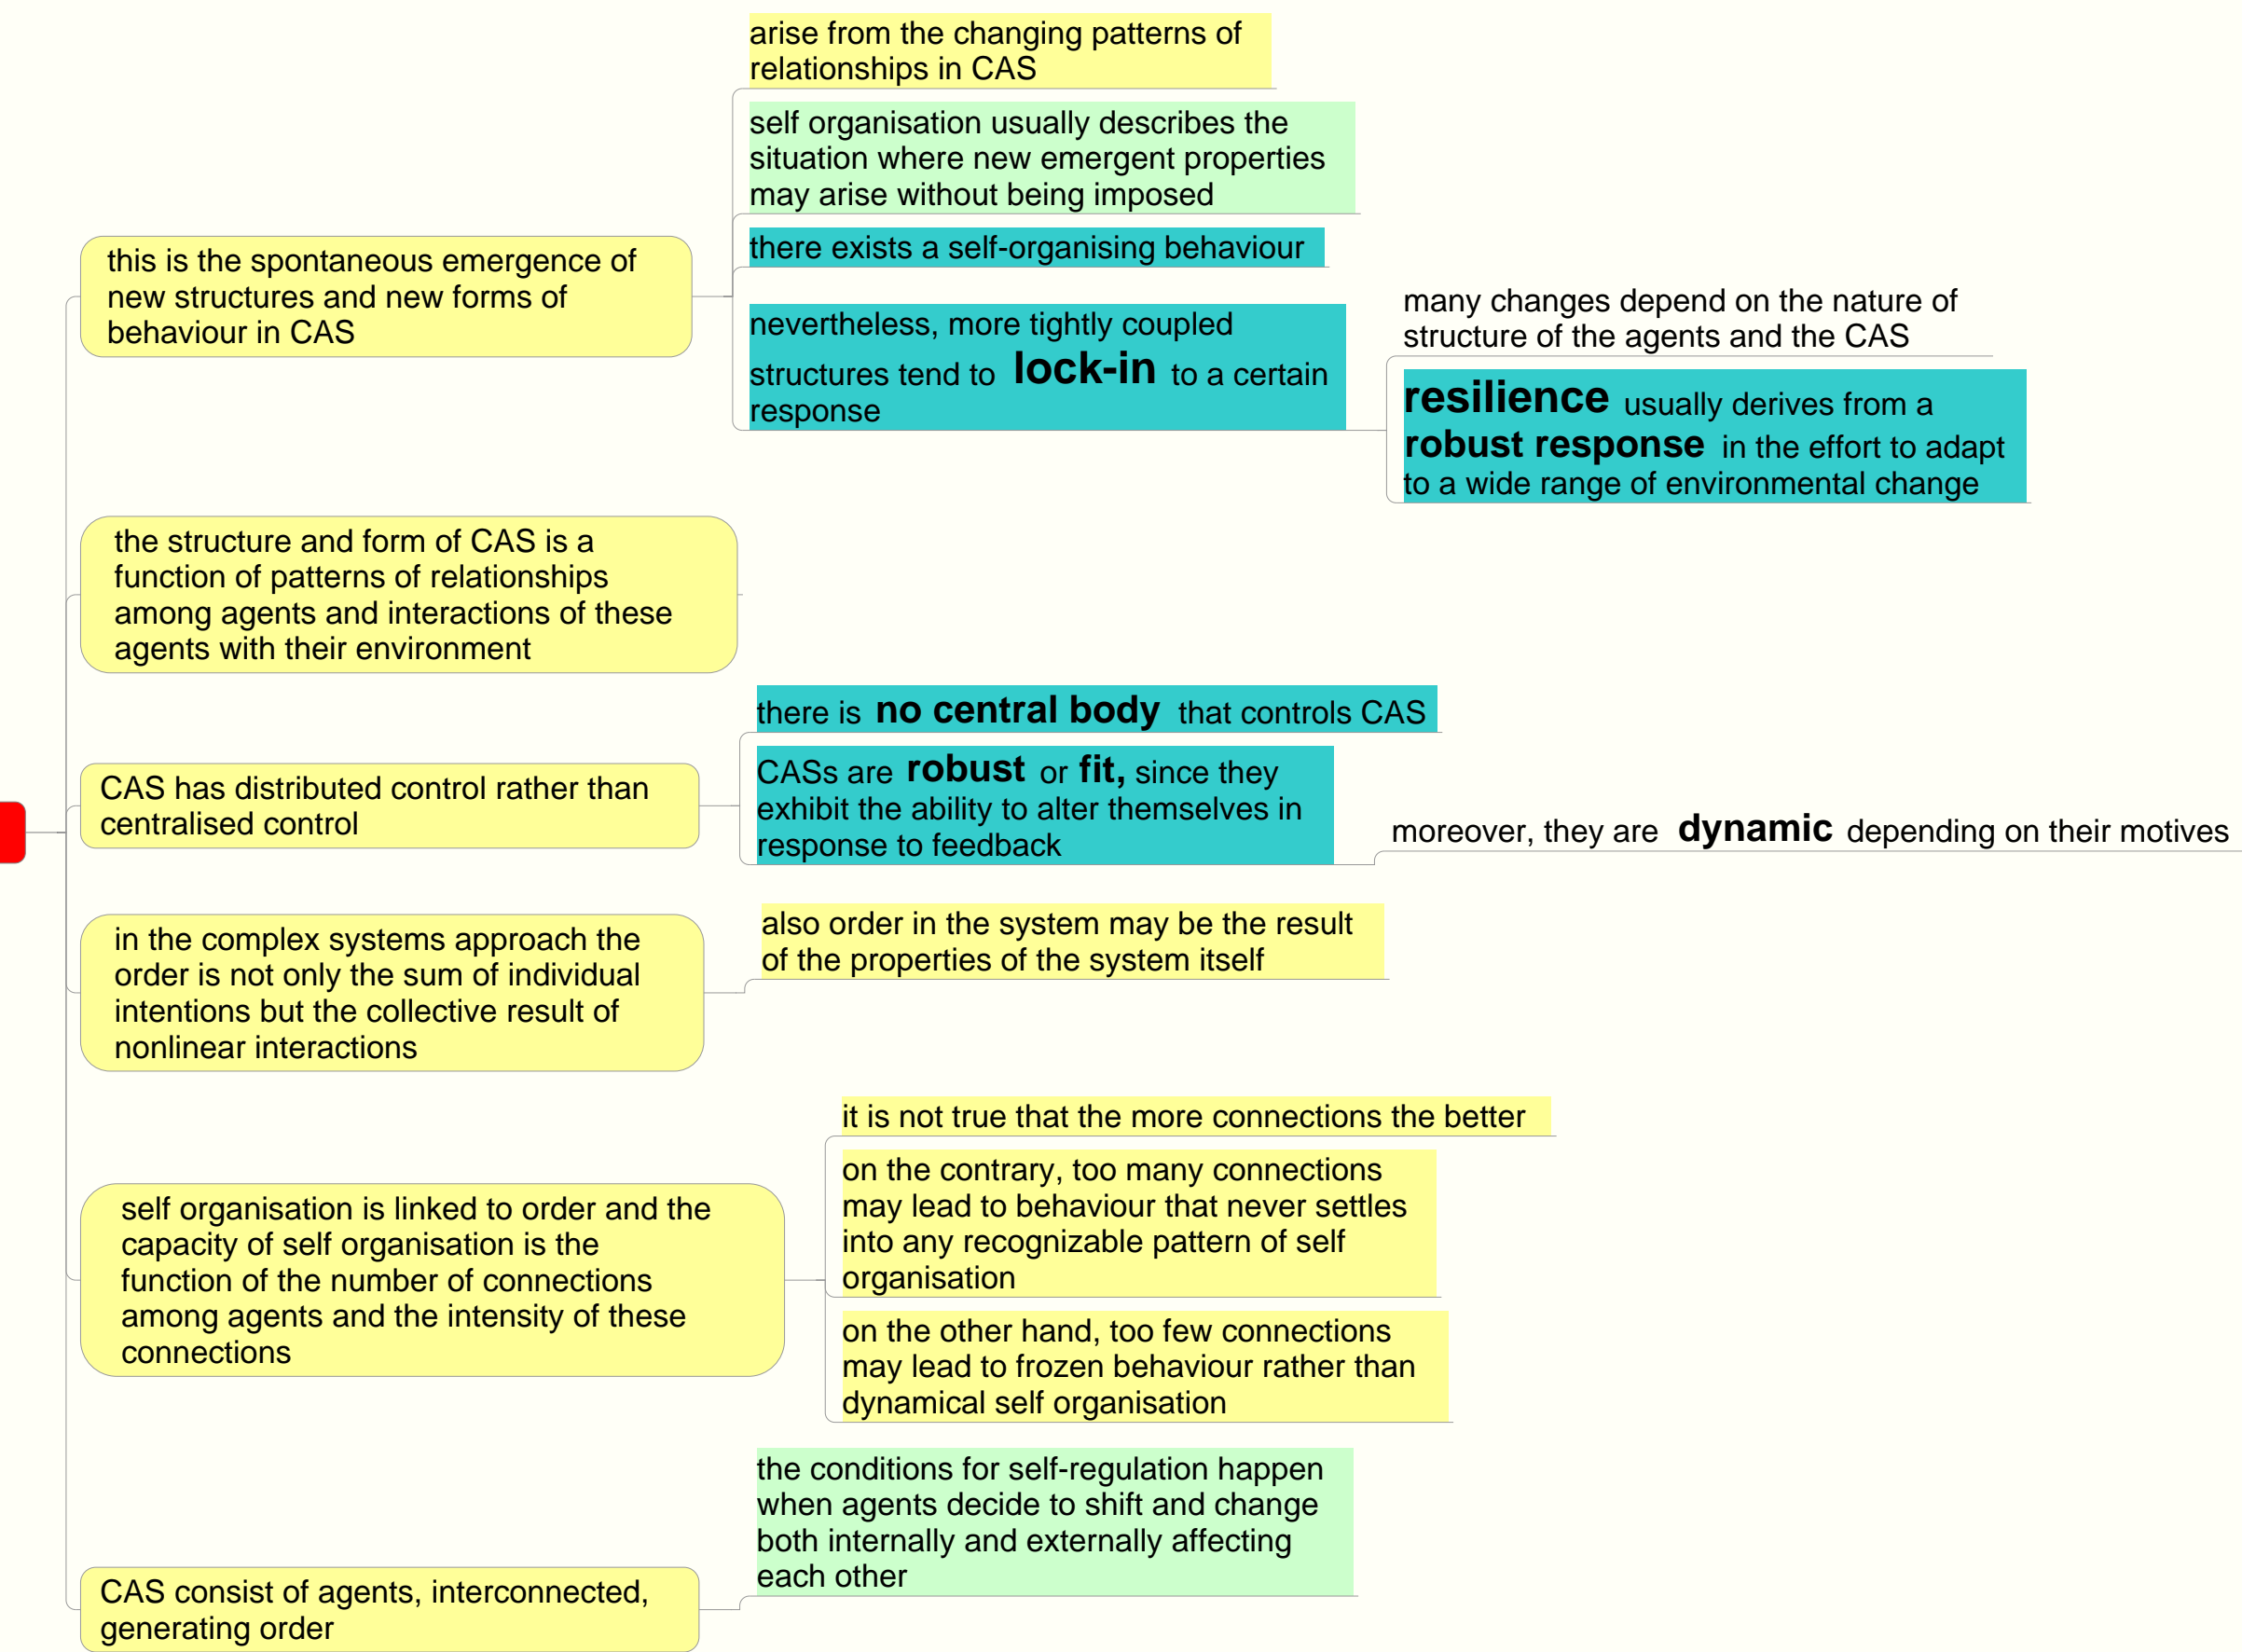 arise from the changing patterns of
relationships in CAS
self organisation usually describes the
situation where new emergent properties
may arise without being imposed
there exists a self-organising behaviour
this is the spontaneous emergence of
new structures and new forms of
behaviour in CAS
nevertheless, more tightly coupled
structures tend to lock-in to a certain
response
many changes depend on the nature of
structure of the agents and the CAS
resilience usually derives from a
robust response in the effort to adapt
to a wide range of environmental change
the structure and form of CAS is a
function of patterns of relationships
among agents and interactions of these
agents with their environment
there is no central body that controls CAS
CAS has distributed control rather than
centralised control
CASs are robust or fit, since they
exhibit the ability to alter themselves in
response to feedback
moreover, they are dynamic depending on their motives
in the complex systems approach the
order is not only the sum of individual
intentions but the collective result of
nonlinear interactions
also order in the system may be the result
of the properties of the system itself
self organisation is linked to order and the
capacity of self organisation is the
function of the number of connections
among agents and the intensity of these
connections
it is not true that the more connections the better
on the contrary, too many connections
may lead to behaviour that never settles
into any recognizable pattern of self
organisation
on the other hand, too few connections
may lead to frozen behaviour rather than
dynamical self organisation
CAS consist of agents, interconnected,
generating order
the conditions for self-regulation happen
when agents decide to shift and change
both internally and externally affecting
each other